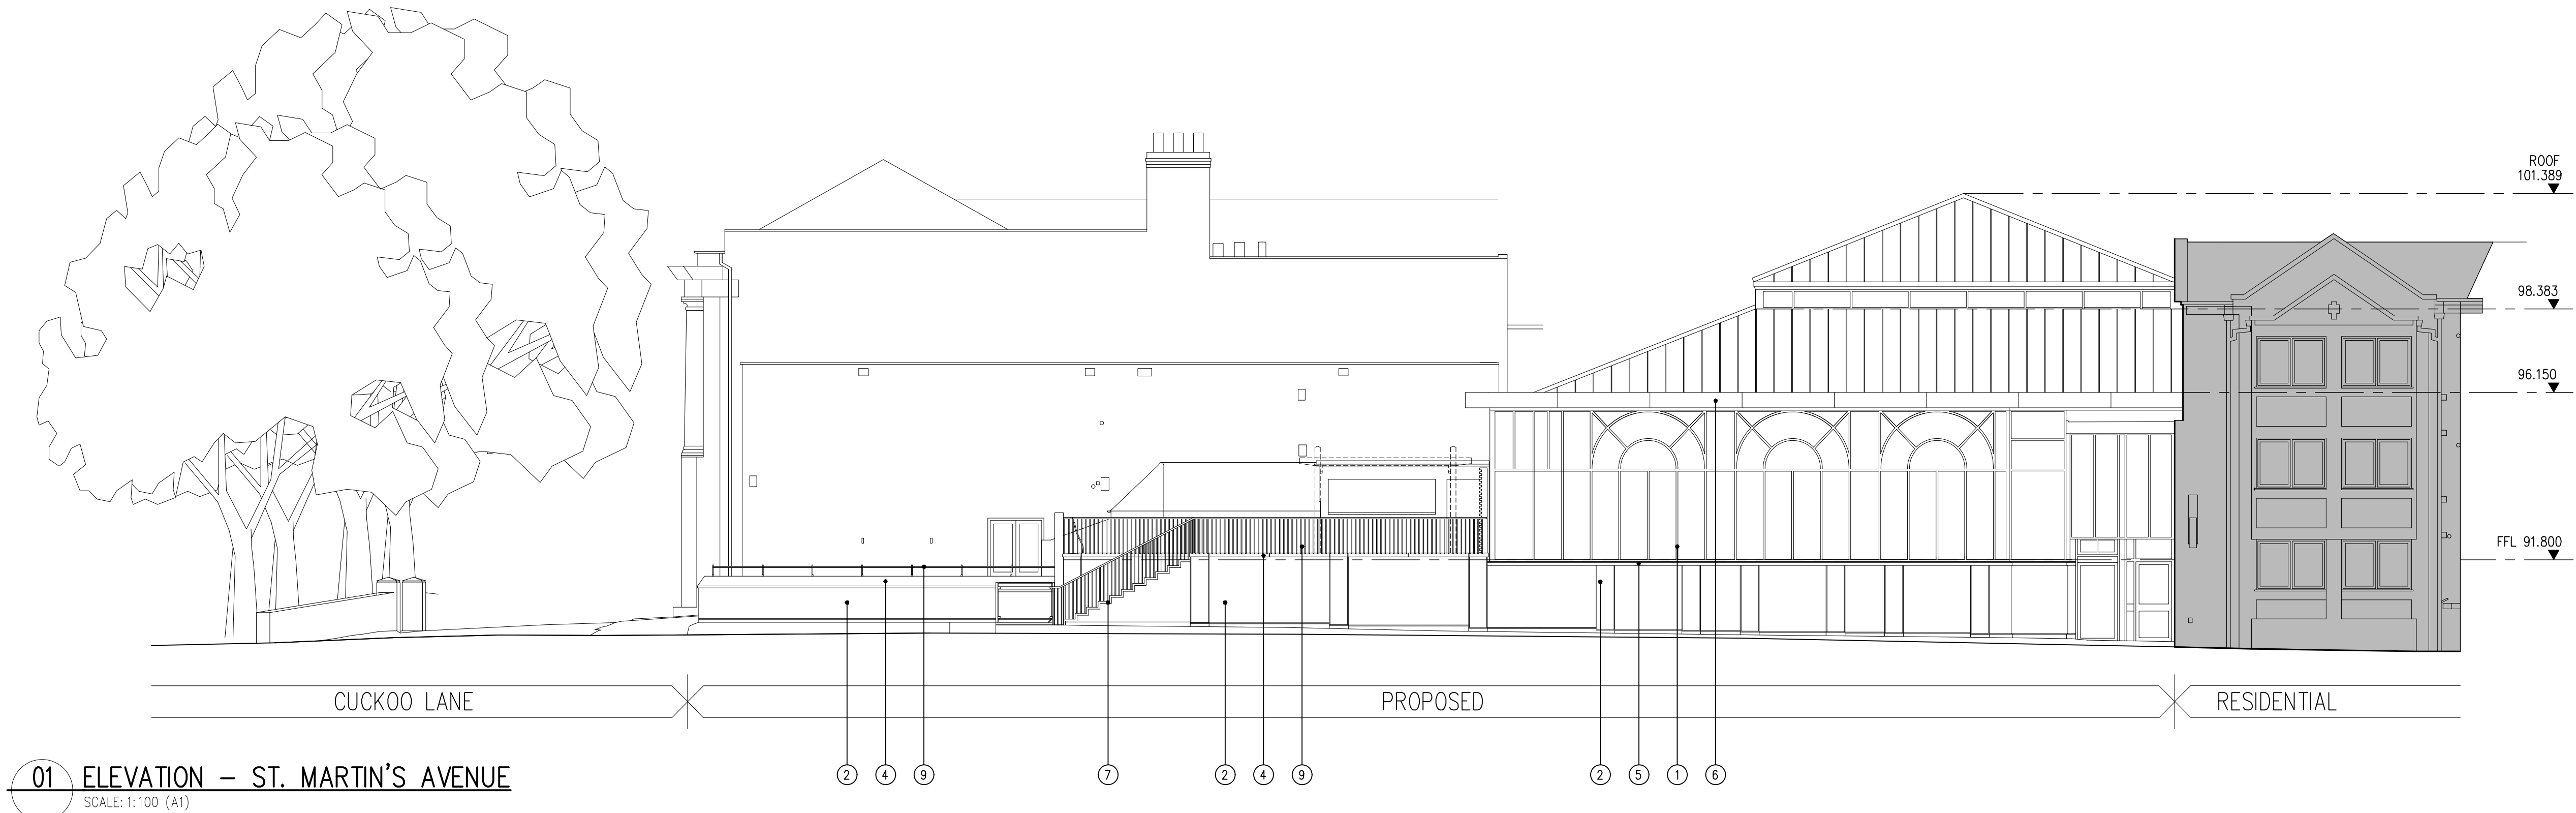 ROOF
101.389
98.383
96.150
FFL 91.800
CUCKOO LANE
PROPOSED
RESIDENTIAL
2 4 9 7 2 4 9 2 5 1 6
01 ELEVATION – ST. MARTIN'S AVENUE
SCALE: 1:100 (A1)